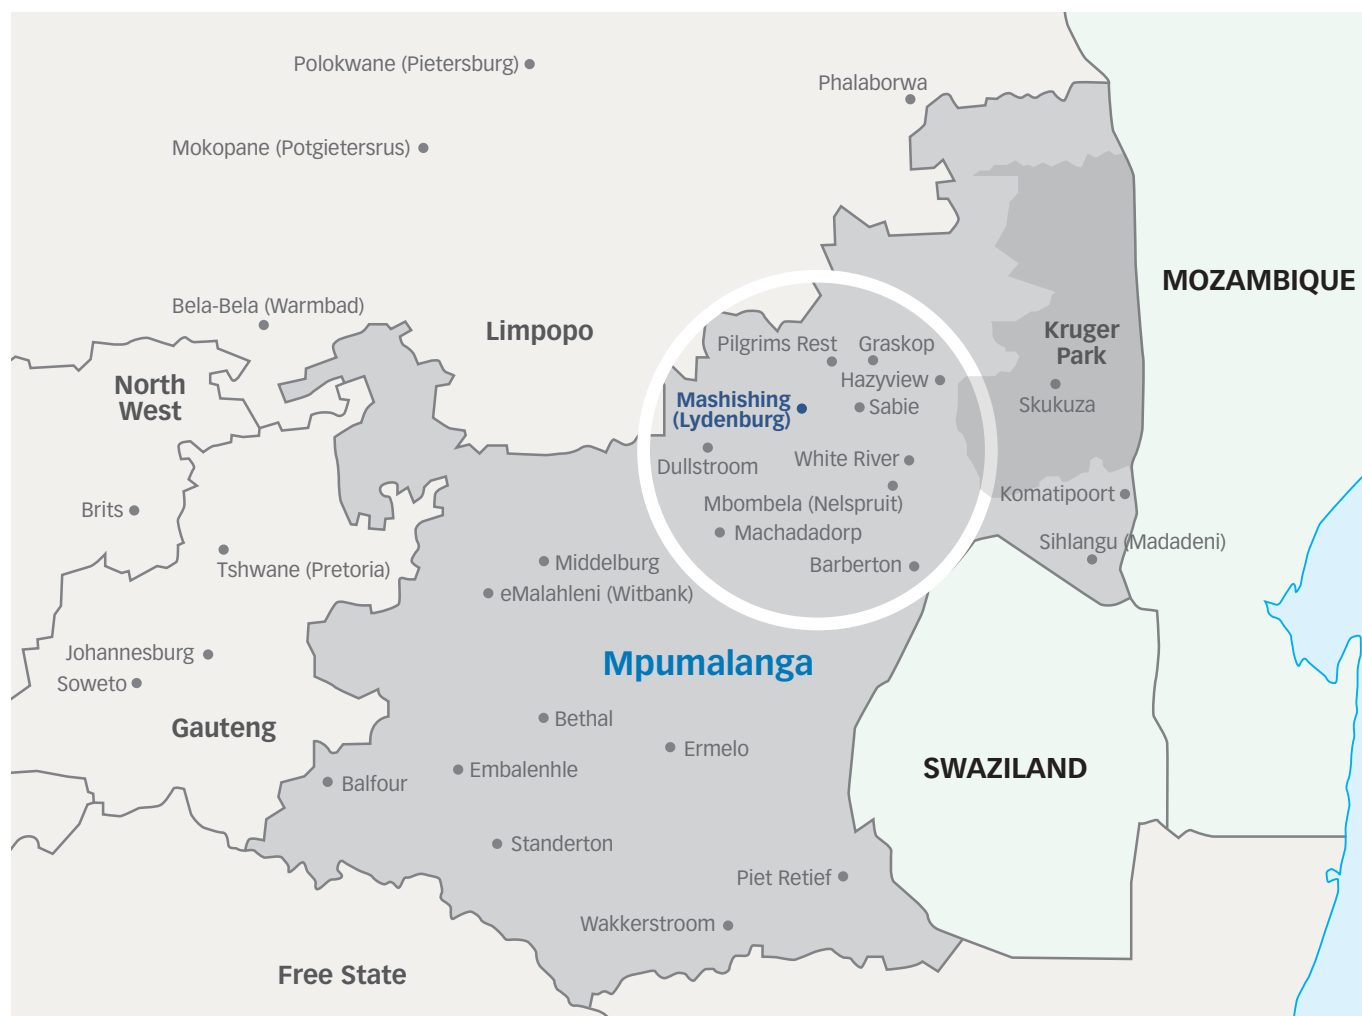 Polokwane (Pietersburg)
Phalaborwa
Mokopane (Potgietersrus)
MOZAMBIQUE
Bela-Bela (Warmbad)
Limpopo
Kruger
Park
Pilgrims Rest
Graskop
North
West
Hazyview
Mashishing
(Lydenburg)
Sabie
Skukuza
Dullstroom
White River
Komatipoort
Brits
Mbombela (Nelspruit)
Machadadorp
Sihlangu (Madadeni)
Tshwane (Pretoria)
Middelburg
Barberton
eMalahleni (Witbank)
Johannesburg
Soweto
Mpumalanga
Gauteng
Bethal
Ermelo
SWAZILAND
Balfour
Embalenhle
Standerton
Piet Retief
Wakkerstroom
Free State